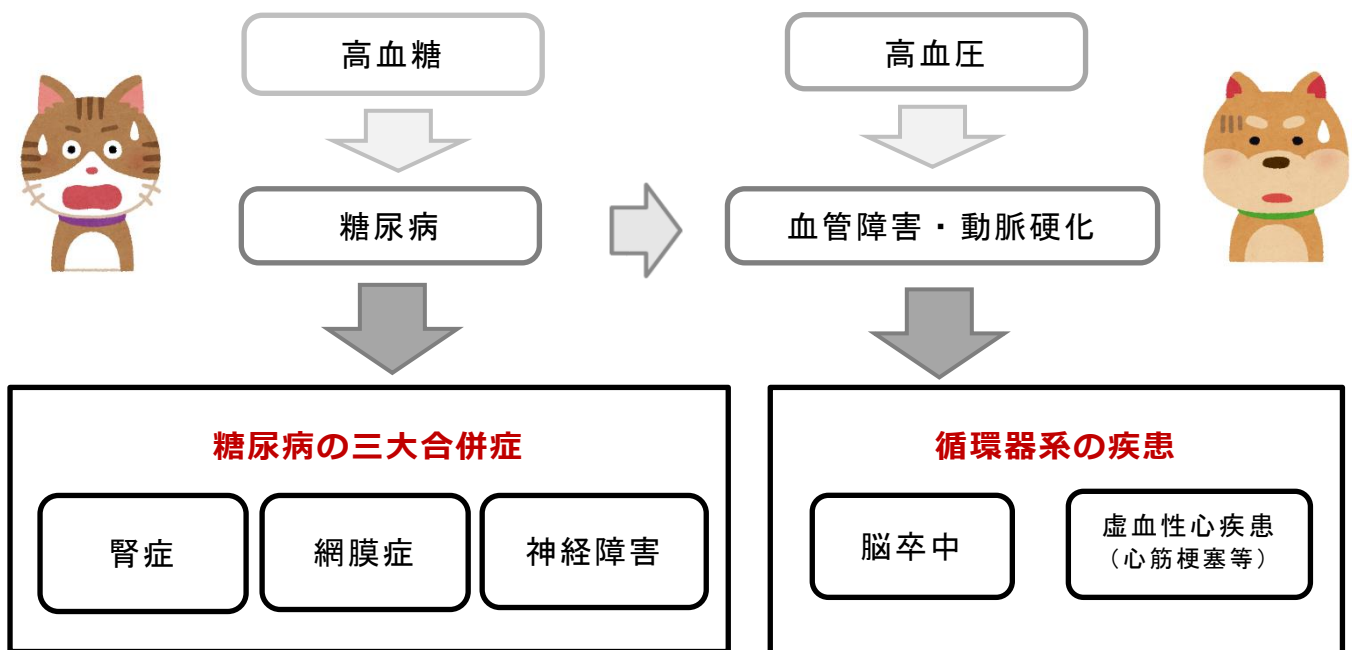 高血糖
高血圧
糖尿病
血管障害・動脈硬化
糖尿病の三大合併症
腎症
網膜症
神経障害
循環器系の疾患
脳卒中
虚血性心疾患
（心筋梗塞等）